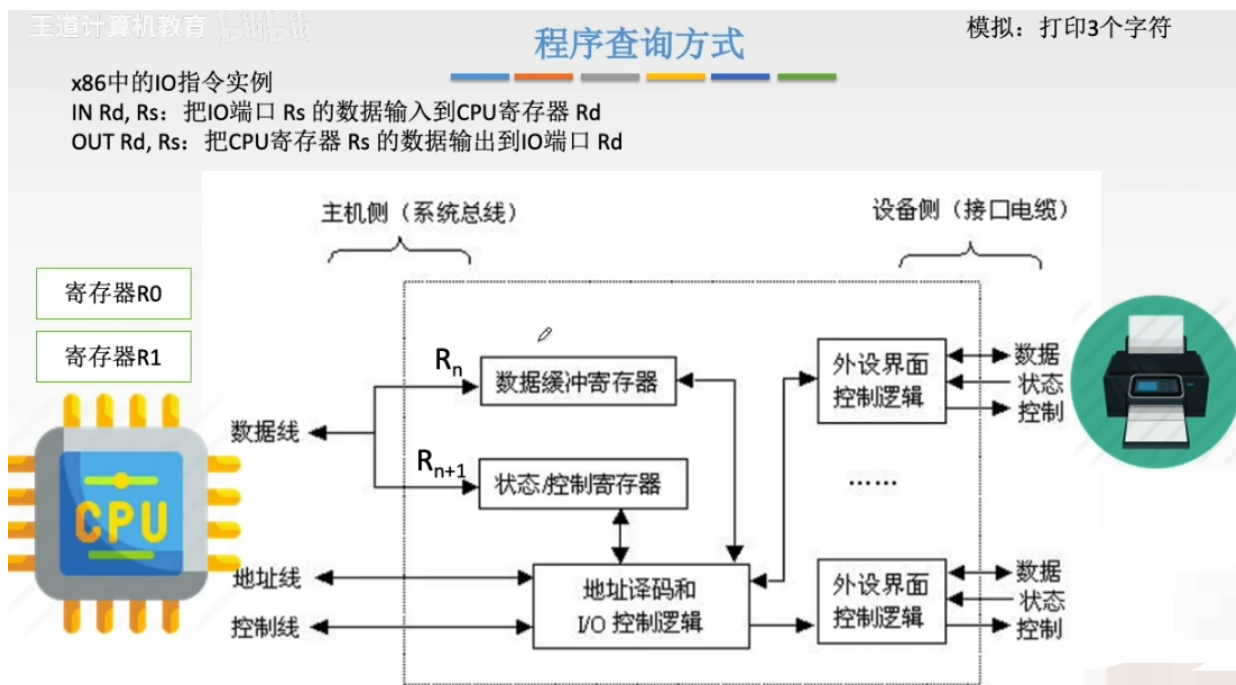 王道计算机教育 bilibili
模拟：打印3个字符
程序查询方式
x86中的IO指令实例
IN Rd, Rs：把IO端口 Rs 的数据输入到CPU寄存器 Rd
OUT Rd, Rs：把CPU寄存器 Rs 的数据输出到IO端口 Rd
主机侧（系统总线）
设备侧（接口电缆）
寄存器R0
寄存器R1
Rn
数据缓冲寄存器
外设界面
控制逻辑
数据
状态
控制
数据线
Rn+1
状态/控制寄存器
……
CPU
地址线
控制线
地址译码和
I/O 控制逻辑
外设界面
控制逻辑
数据
状态
控制